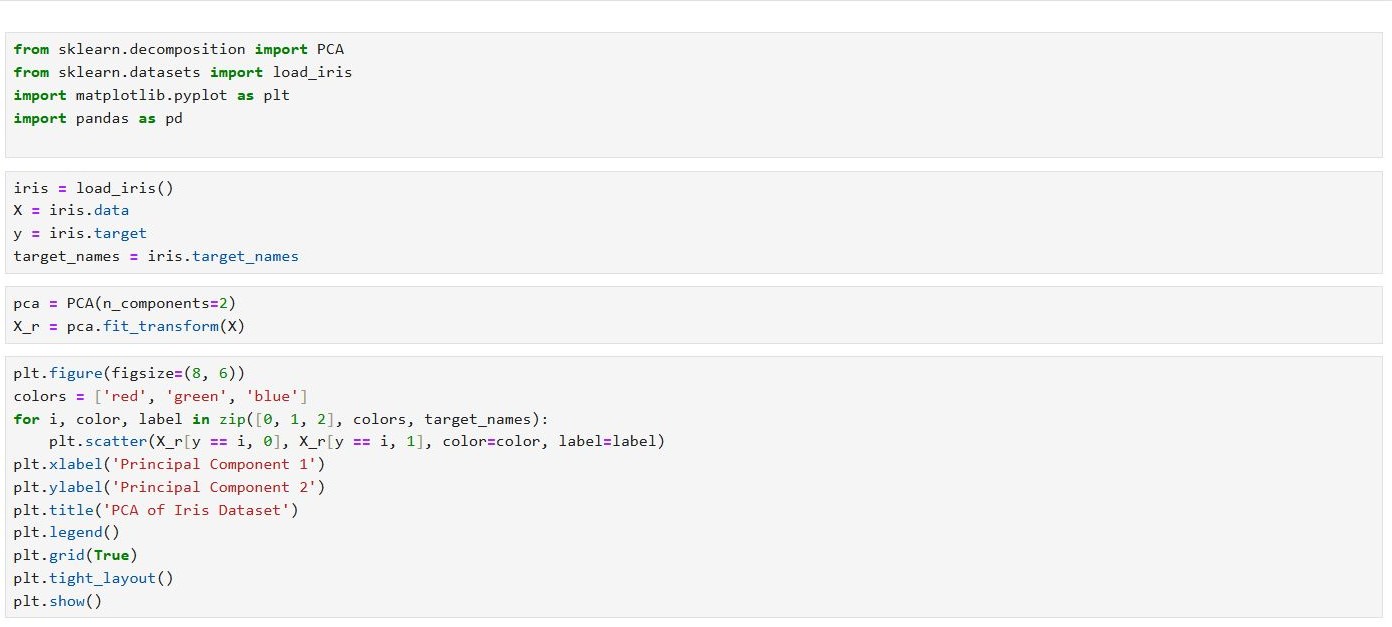 from sklearn.decomposition import PCA
from sklearn.datasets import load_iris
import matplotlib.pyplot as plt
import pandas as pd
iris = load_iris()
X = iris.data
y = iris.target
target_names = iris.target_names
pca = PCA(n_components=2)
X_r = pca.fit_transform(X)
plt.figure(figsize=(8, 6))
colors = ['red', 'green', 'blue']
for i, color, label in zip([0, 1, 2], colors, target_names):
    plt.scatter(X_r[y == i, 0], X_r[y == i, 1], color=color, label=label)
plt.xlabel('Principal Component 1')
plt.ylabel('Principal Component 2')
plt.title('PCA of Iris Dataset')
plt.legend()
plt.grid(True)
plt.tight_layout()
plt.show()